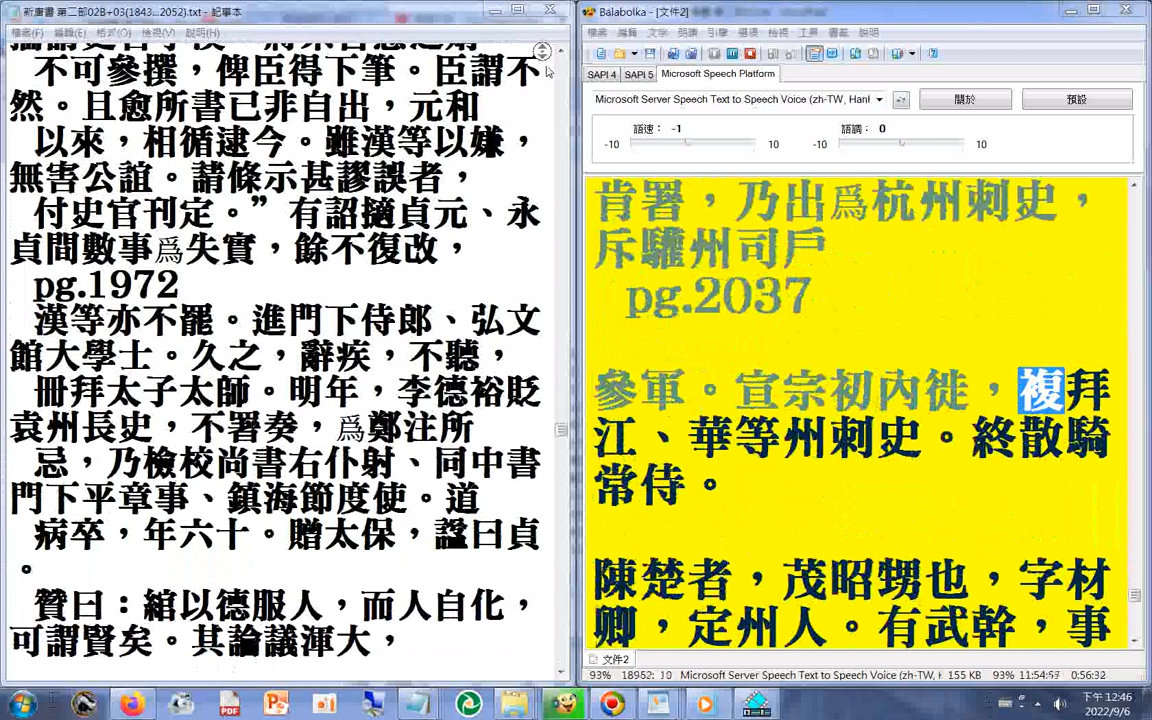 新唐書 第二部02B+03(1843...2052).txt - 記事本
檔案(F) 編輯(E) 格式(O) 檢視(V) 說明(H)
不可參撰，俾臣得下筆。臣謂不
然。且愈所書已非自出，元和
以來，相循逮今。雖漢等以嫌，
無害公誼。請條示甚謬誤者，
付史官刊定。”有詔擿貞元、永
貞間數事爲失實，餘不復改，
pg.1972
漢等亦不罷。進門下侍郎、弘文
館大學士。久之，辭疾，不聽，
冊拜太子太師。明年，李德裕貶
袁州長史，不署奏，爲鄭注所
忌，乃檢校尚書右仆射、同中書
門下平章事、鎮海節度使。道
病卒，年六十。贈太保，諡曰貞
。
贊曰：綰以德服人，而人自化，
可謂賢矣。其論議渾大，
Balabolka - [文件2]
檔案 編輯 文字 朗讀 引擎 選項 檢視 工具 書籤 說明
SAPI 4 SAPI 5 Microsoft Speech Platform
Microsoft Server Speech Text to Speech Voice (zh-TW, Hanl
關於 預設
語速： -1 語調： 0
-10 10 -10 10
肯署，乃出爲杭州刺史，
斥驩州司戶
pg.2037
參軍。宣宗初內徙，複拜
江、華等州刺史。終散騎
常侍。
陳楚者，茂昭甥也，字材
卿，定州人。有武幹，事
文件2
93% 18952: 10 Microsoft Server Speech Text to Speech Voice (zh-TW, Hanl 155 KB 93% 11:54:57 0:56:32
下午 12:46
2022/9/6